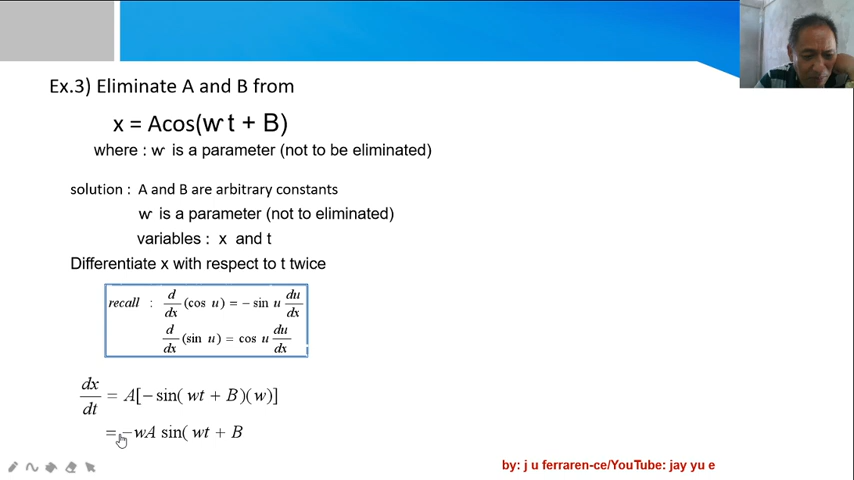 Ex.3) Eliminate A and B from
x = Acos(wt + B)
where : w is a parameter (not to be eliminated)
solution : A and B are arbitrary constants
w is a parameter (not to eliminated)
variables : x and t
Differentiate x with respect to t twice
recall : d/dx (cos u) = − sin u du/dx
d/dx (sin u) = cos u du/dx
dx/dt = A[− sin( wt + B)(w)]
= −wA sin( wt + B
by: j u ferraren-ce/YouTube: jay yu e